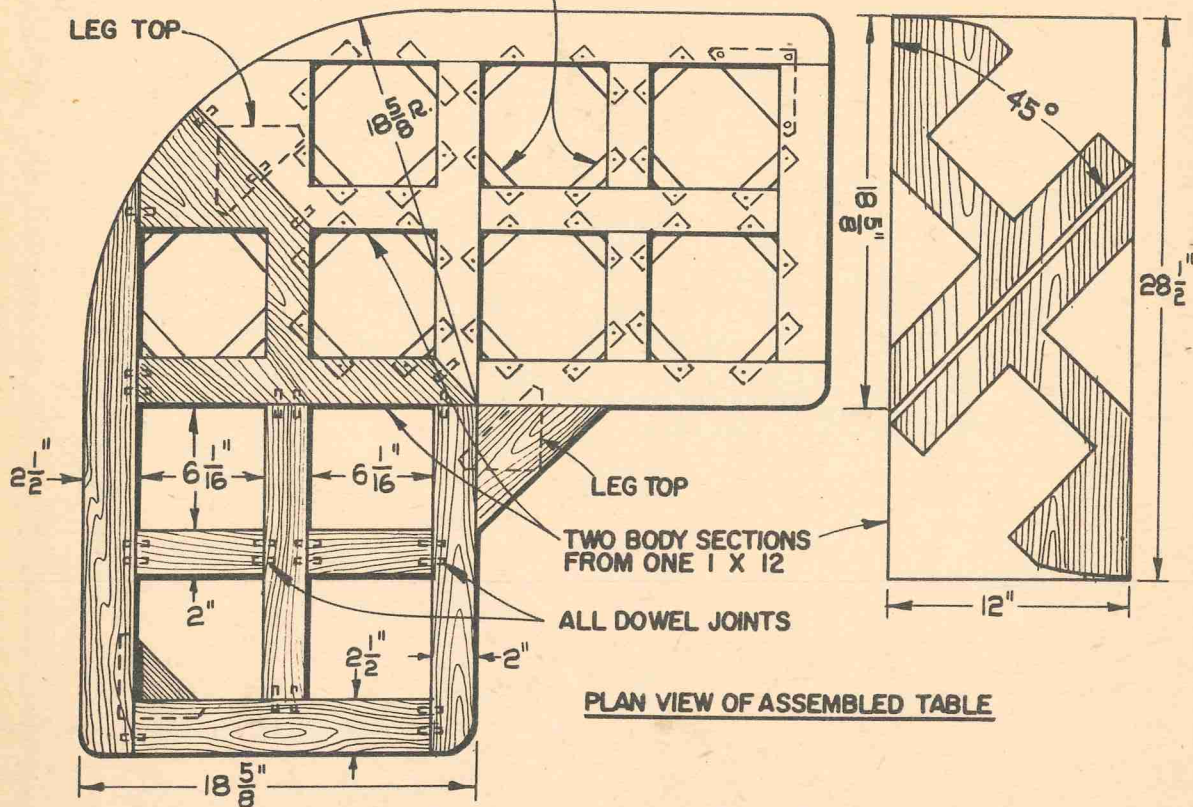 LEG TOP
18 5/8 R.
45°
18 5/8"
28 1/2"
2 1/2"
6 1/16"
6 1/16"
LEG TOP
TWO BODY SECTIONS
FROM ONE 1 X 12
12"
2"
ALL DOWEL JOINTS
2 1/2"
2"
PLAN VIEW OF ASSEMBLED TABLE
18 5/8"